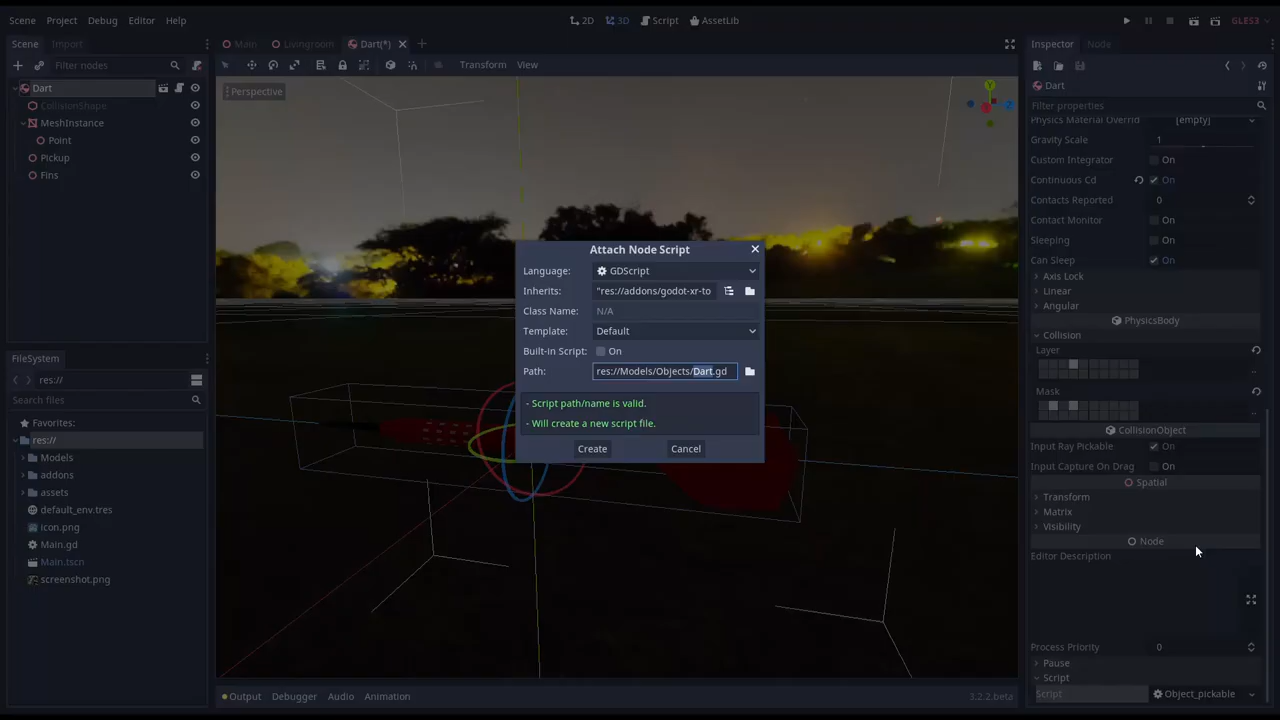 Scene Project Debug Editor Help
2D 3D Script AssetLib
GLES3
Scene Import
Filter nodes
Dart
CollisionShape
MeshInstance
Point
Pickup
Fins
FileSystem
res://
Search files
Favorites:
res://
Models
addons
assets
default_env.tres
icon.png
Main.gd
Main.tscn
screenshot.png
Main Livingroom Dart(*)
Transform View
Perspective
Y
Attach Node Script
Language: GDScript
Inherits: "res://addons/godot-xr-to
Class Name: N/A
Template: Default
Built-in Script: On
Path: res://Models/Objects/Dart.gd
- Script path/name is valid.
- Will create a new script file.
Create Cancel
Output Debugger Audio Animation 3.2.2.beta
Inspector Node
Dart
Filter properties
Physics Material Overrid [empty]
Gravity Scale 1
Custom Integrator On
Continuous Cd On
Contacts Reported 0
Contact Monitor On
Sleeping On
Can Sleep On
Axis Lock
Linear
Angular
PhysicsBody
Collision
Layer
Mask
CollisionObject
Input Ray Pickable On
Input Capture On Drag On
Spatial
Transform
Matrix
Visibility
Node
Editor Description
Process Priority 0
Pause
Script
Script Object_pickable